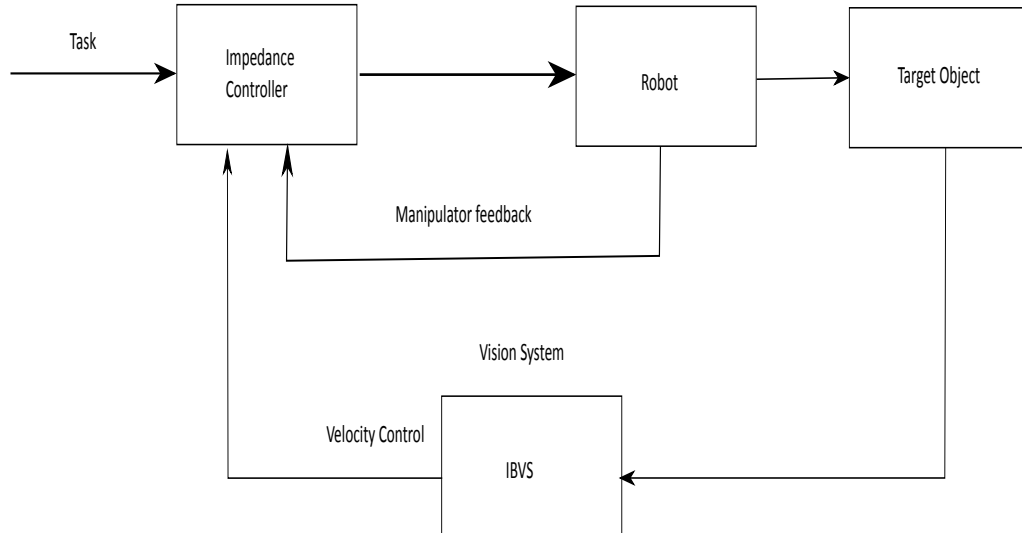 Task
Impedance
Controller
Robot
Target Object
Manipulator feedback
Vision System
Velocity Control
IBVS